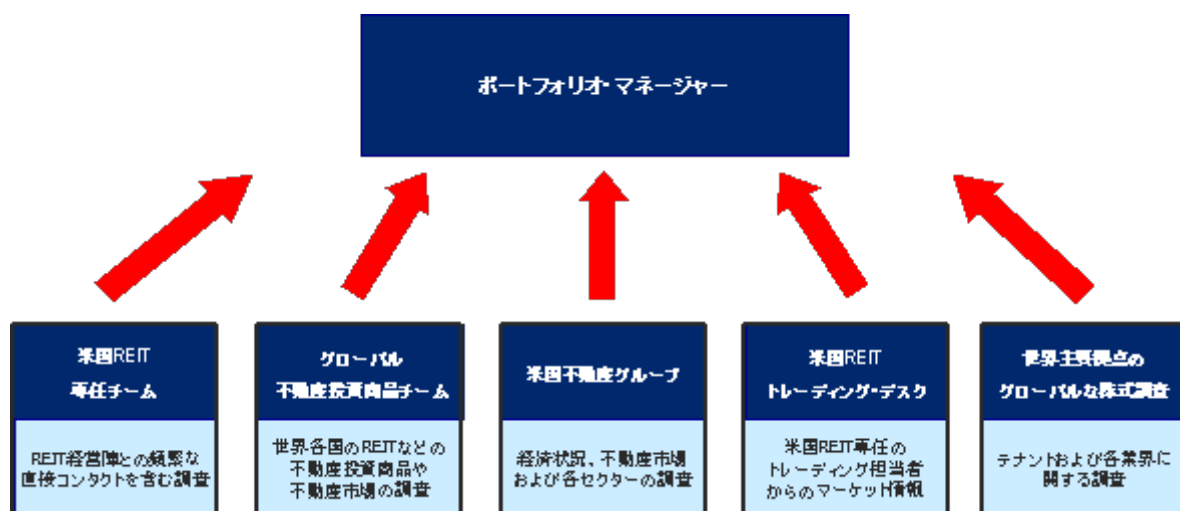 ポートフォリオ・マネージャー
米国REIT
専任チーム
REIT経営陣との頻繁な
直接コンタクトを含む調査
グローバル
不動産投資商品チーム
世界各国のREITなどの
不動産投資商品や
不動産市場の調査
米国不動産グループ
経済状況、不動産市場
および各セクターの調査
米国REIT
トレーディング・デスク
米国REIT専任の
トレーディング担当者
からのマーケット情報
世界主要拠点の
グローバルな株式調査
テナントおよび各業界に
関する調査